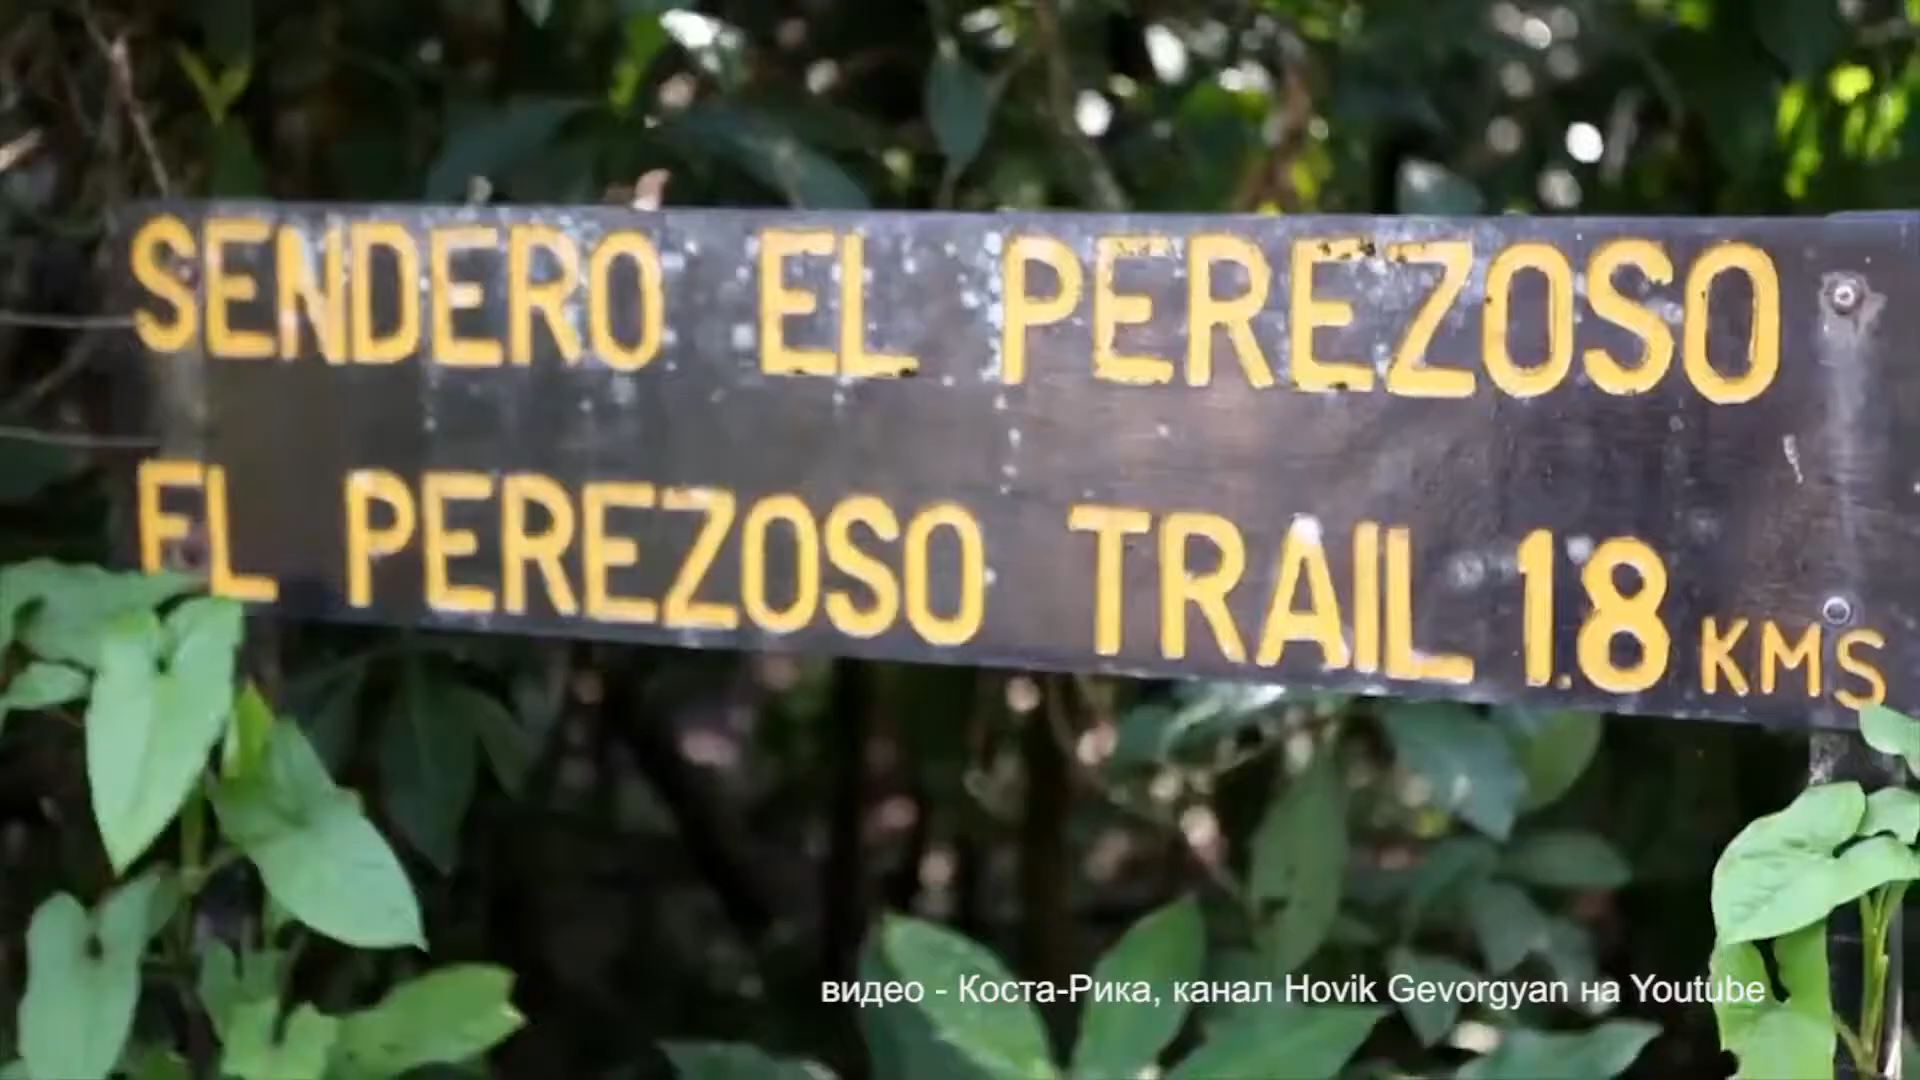 SENDERO EL PEREZOSO
EL PEREZOSO TRAIL 1.8 KMS
видео - Коста-Рика, канал Hovik Gevorgyan на Youtube